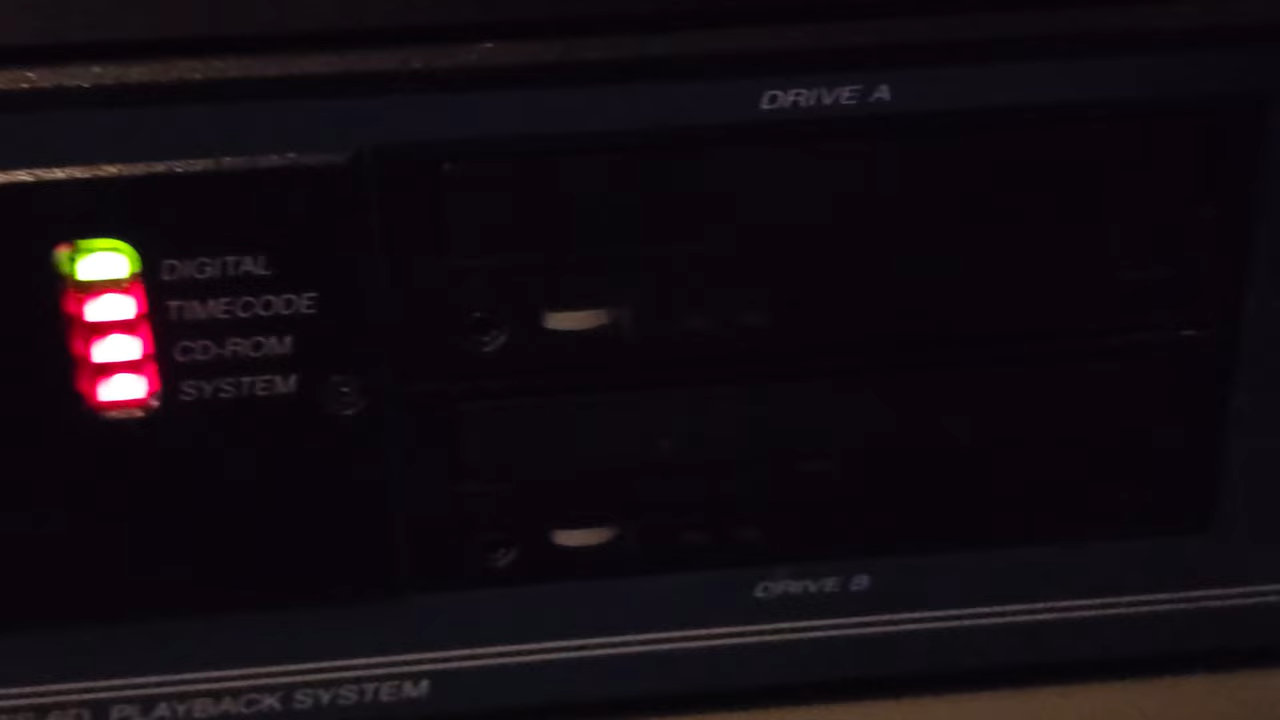 DRIVE A
DIGITAL
TIMECODE
CD-ROM
SYSTEM
DRIVE B
PLAYBACK SYSTEM